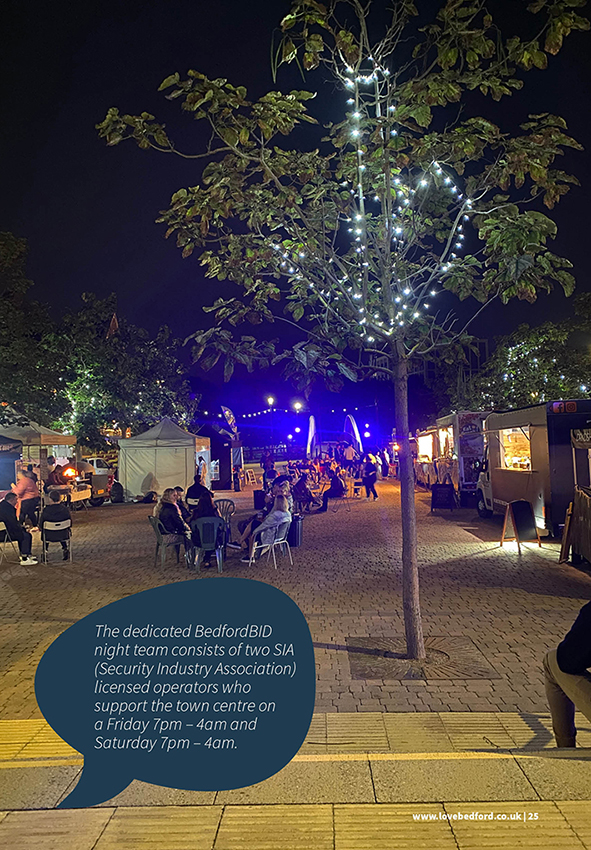 The dedicated BedfordBID
night team consists of two SIA
(Security Industry Association)
licensed operators who
support the town centre on
a Friday 7pm – 4am and
Saturday 7pm – 4am.
www.lovebedford.co.uk | 25